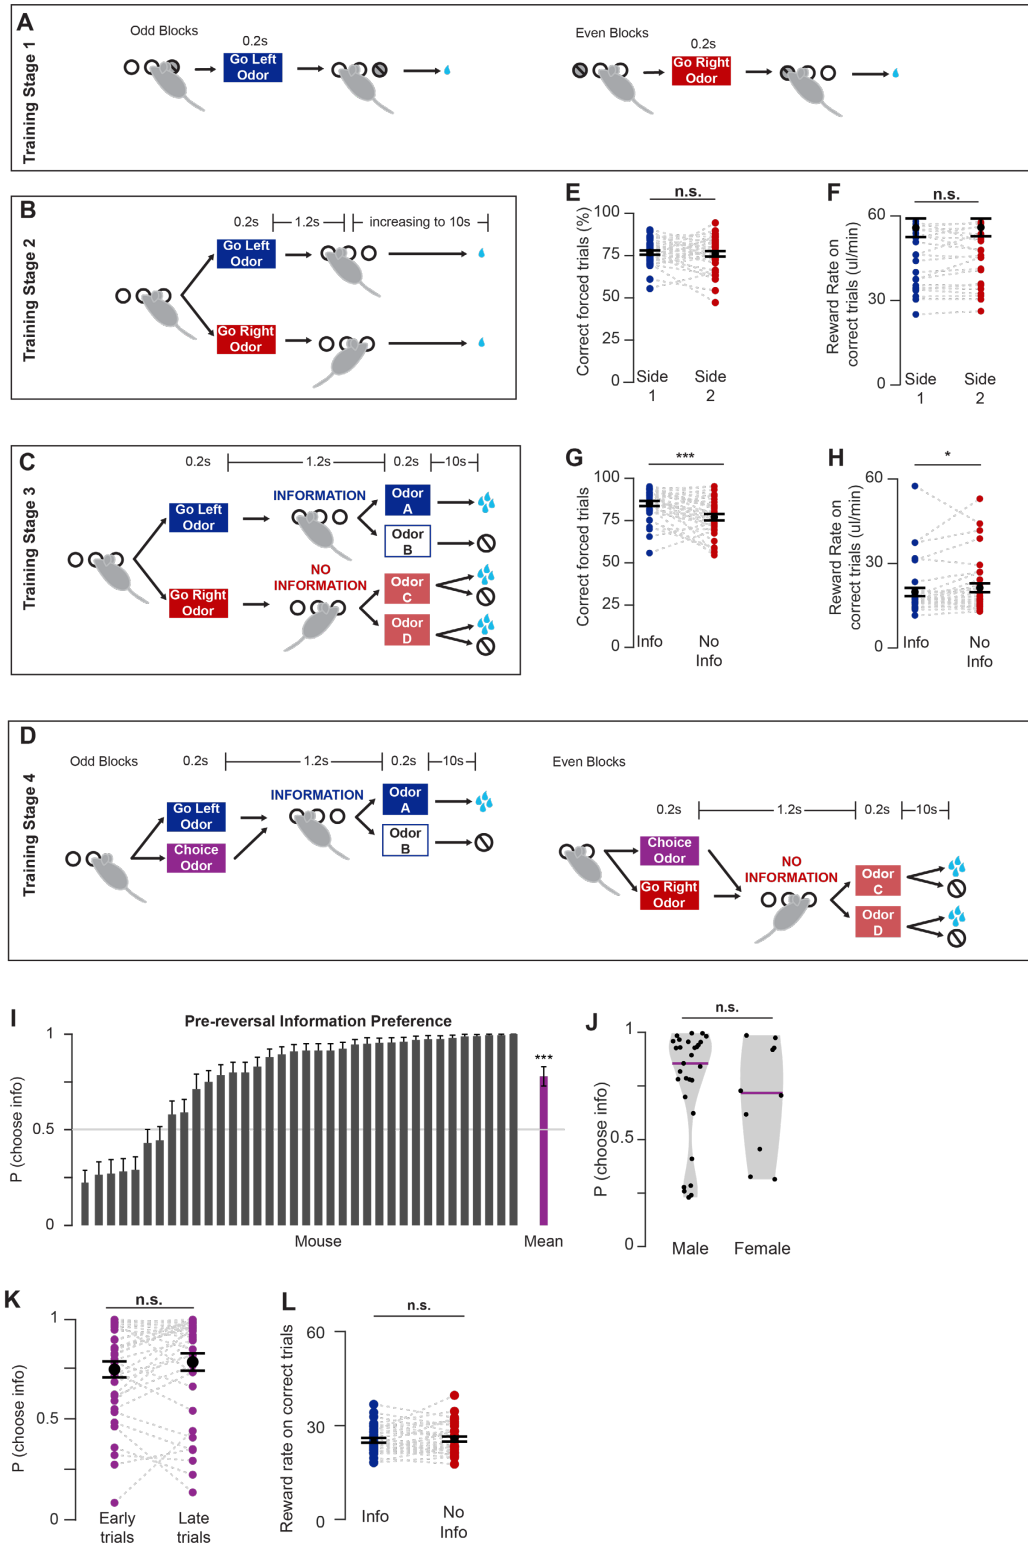 A
Training Stage 1
Odd Blocks
0.2s
Go Left
Odor
Even Blocks
0.2s
Go Right
Odor
B
Training Stage 2
0.2s
1.2s
increasing to 10s
Go Left
Odor
Go Right
Odor
E
n.s.
Correct forced trials (%)
100
75
50
25
0
Side
1
Side
2
F
n.s.
Reward Rate on
correct trials (ul/min)
60
30
0
Side
1
Side
2
C
Training Stage 3
0.2s
1.2s
0.2s
10s
Go Left
Odor
INFORMATION
Odor
A
Odor
B
Go Right
Odor
NO
INFORMATION
Odor
C
Odor
D
G
***
Correct forced trials
100
75
50
25
0
Info
No
Info
H
*
Reward Rate on
correct trials (ul/min)
60
30
0
Info
No
Info
D
Training Stage 4
Odd Blocks
0.2s
1.2s
0.2s
10s
Go Left
Odor
Choice
Odor
INFORMATION
Odor
A
Odor
B
Even Blocks
0.2s
1.2s
0.2s
10s
Choice
Odor
Go Right
Odor
NO
INFORMATION
Odor
C
Odor
D
I
Pre-reversal Information Preference
P (choose info)
1
0.5
0
***
Mouse
Mean
J
n.s.
P (choose info)
1
0.5
0
Male
Female
K
n.s.
P (choose info)
1
0.5
0
Early
trials
Late
trials
L
n.s.
Reward rate on correct trials
60
30
0
Info
No
Info